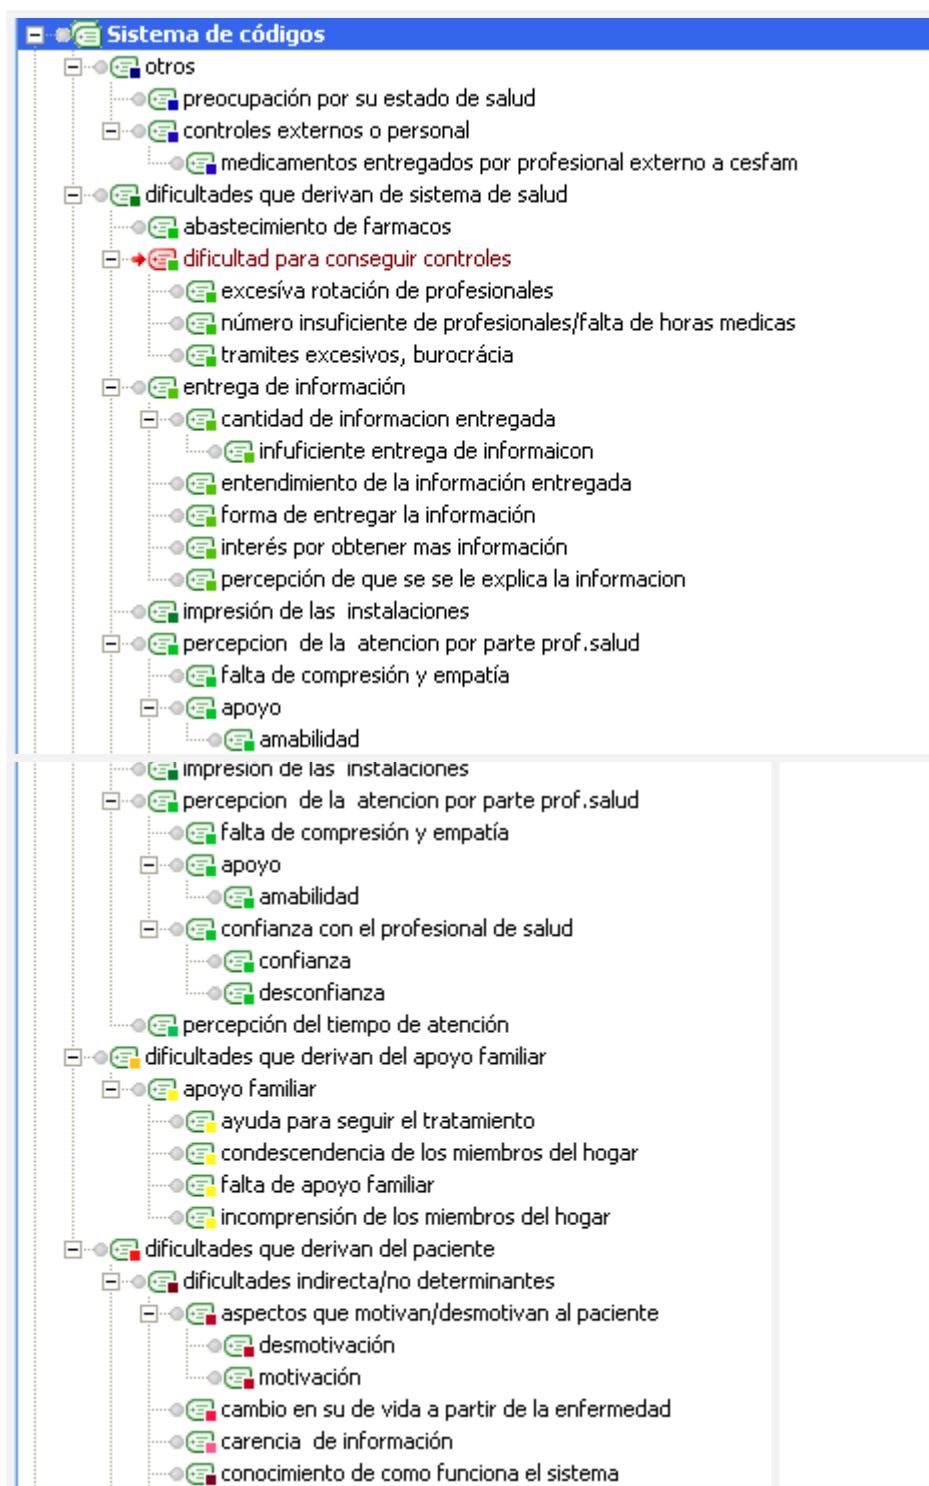 Sistema de códigos
otros
preocupación por su estado de salud
controles externos o personal
medicamentos entregados por profesional externo a cesfam
dificultades que derivan de sistema de salud
abastecimiento de farmacos
dificultad para conseguir controles
excesíva rotación de profesionales
número insuficiente de profesionales/falta de horas medicas
tramites excesivos, burocrácia
entrega de información
cantidad de informacion entregada
infuficiente entrega de informaicon
entendimiento de la información entregada
forma de entregar la información
interés por obtener mas información
percepción de que se se le explica la informacion
impresión de las instalaciones
percepcion de la atencion por parte prof.salud
falta de compresión y empatía
apoyo
amabilidad
impresión de las instalaciones
percepcion de la atencion por parte prof.salud
falta de compresión y empatía
apoyo
amabilidad
confianza con el profesional de salud
confianza
desconfianza
percepción del tiempo de atención
dificultades que derivan del apoyo familiar
apoyo familiar
ayuda para seguir el tratamiento
condescendencia de los miembros del hogar
falta de apoyo familiar
incomprensión de los miembros del hogar
dificultades que derivan del paciente
dificultades indirecta/no determinantes
aspectos que motivan/desmotivan al paciente
desmotivación
motivación
cambio en su de vida a partir de la enfermedad
carencia de información
conocimiento de como funciona el sistema